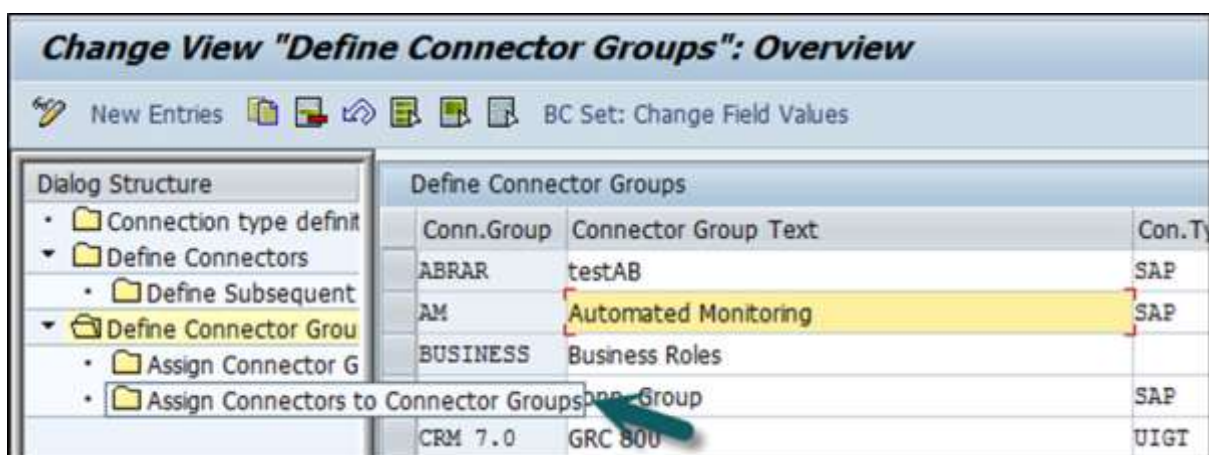 Change View "Define Connector Groups": Overview
New Entries BC Set: Change Field Values
Dialog Structure
Connection type definit
Define Connectors
Define Subsequent
Define Connector Grou
Assign Connector G
Assign Connectors to Connector Groups
Define Connector Groups
Conn.Group Connector Group Text Con.Ty
ABRAR testAB SAP
AM Automated Monitoring SAP
BUSINESS Business Roles
Group SAP
CRM 7.0 GRC 800 UIGT